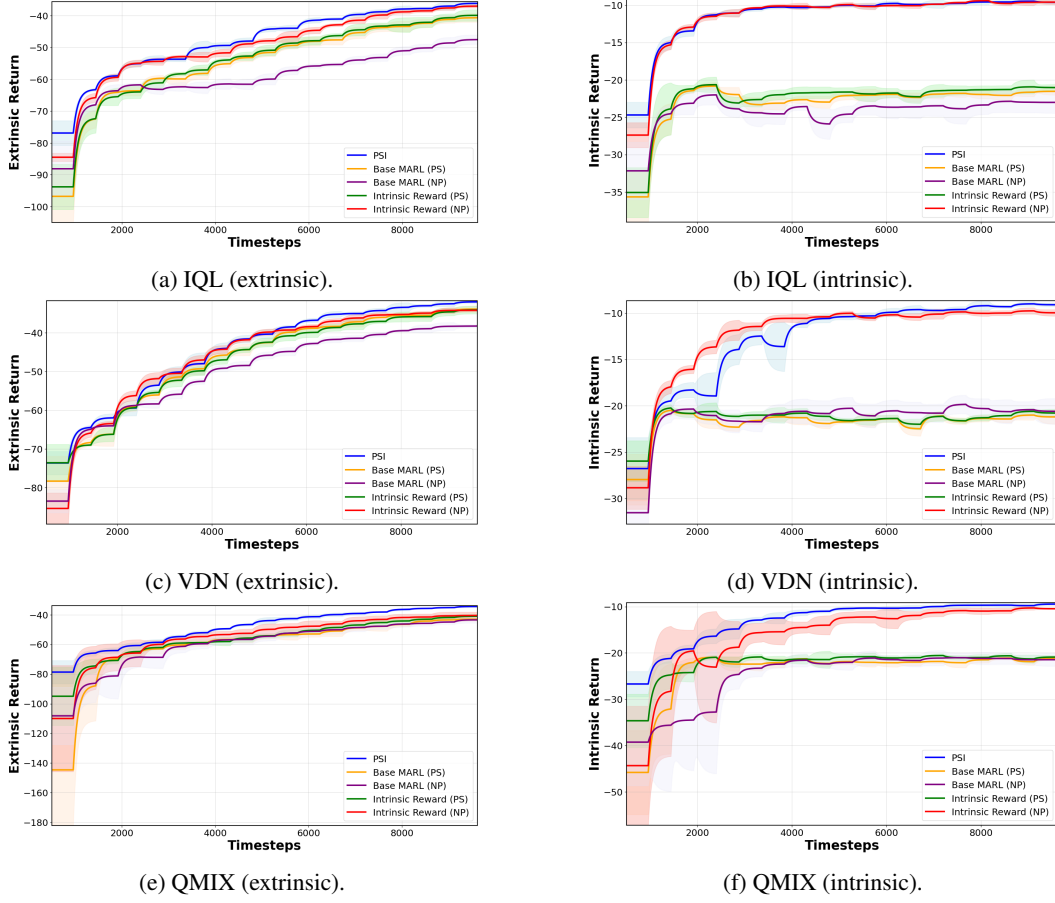 −40
−50
−60
−70
−80
−90
−100
Extrinsic Return
2000
4000
6000
8000
Timesteps
PSI
Base MARL (PS)
Base MARL (NP)
Intrinsic Reward (PS)
Intrinsic Reward (NP)
(a) IQL (extrinsic).
−10
−15
−20
−25
−30
−35
Intrinsic Return
2000
4000
6000
8000
Timesteps
PSI
Base MARL (PS)
Base MARL (NP)
Intrinsic Reward (PS)
Intrinsic Reward (NP)
(b) IQL (intrinsic).
−40
−50
−60
−70
−80
Extrinsic Return
2000
4000
6000
8000
Timesteps
PSI
Base MARL (PS)
Base MARL (NP)
Intrinsic Reward (PS)
Intrinsic Reward (NP)
(c) VDN (extrinsic).
−10
−15
−20
−25
−30
Intrinsic Return
2000
4000
6000
8000
Timesteps
PSI
Base MARL (PS)
Base MARL (NP)
Intrinsic Reward (PS)
Intrinsic Reward (NP)
(d) VDN (intrinsic).
−40
−60
−80
−100
−120
−140
−160
−180
Extrinsic Return
2000
4000
6000
8000
Timesteps
PSI
Base MARL (PS)
Base MARL (NP)
Intrinsic Reward (PS)
Intrinsic Reward (NP)
(e) QMIX (extrinsic).
−10
−20
−30
−40
−50
Intrinsic Return
2000
4000
6000
8000
Timesteps
PSI
Base MARL (PS)
Base MARL (NP)
Intrinsic Reward (PS)
Intrinsic Reward (NP)
(f) QMIX (intrinsic).